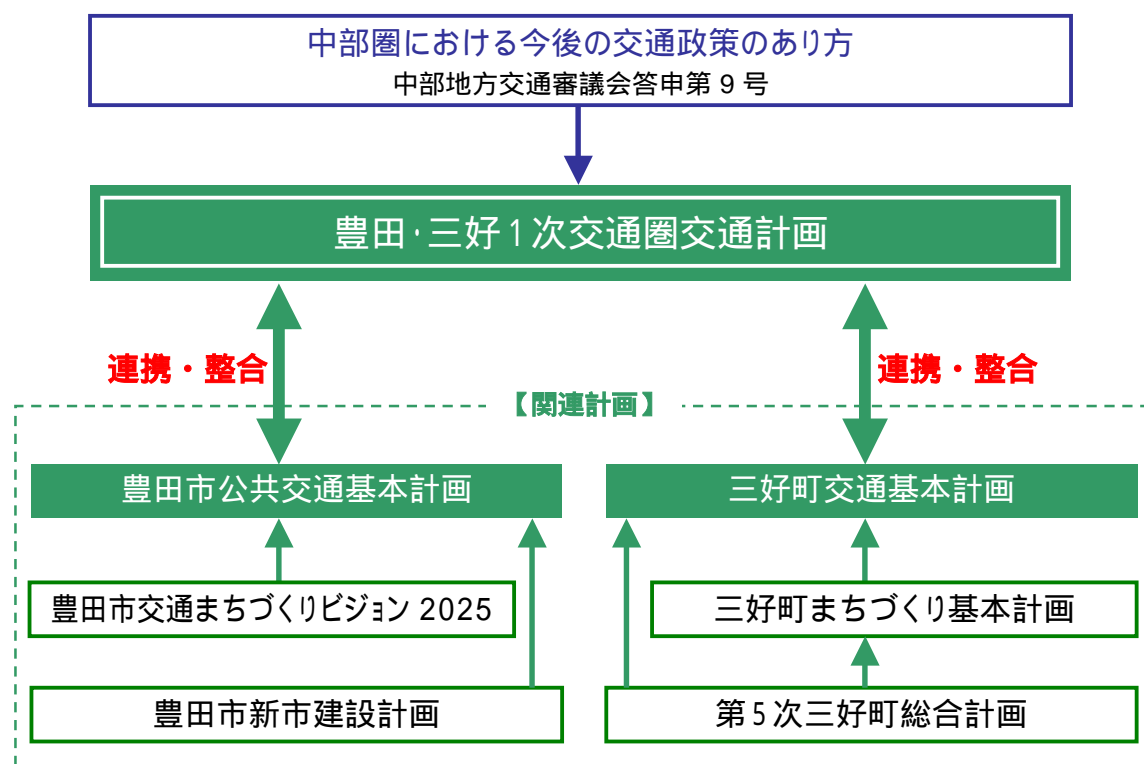 中部圏における今後の交通政策のあり方
中部地方交通審議会答申第9号
豊田・三好1次交通圏交通計画
連携・整合
連携・整合
【関連計画】
豊田市公共交通基本計画
三好町交通基本計画
豊田市交通まちづくりビジョン2025
三好町まちづくり基本計画
豊田市新市建設計画
第5次三好町総合計画